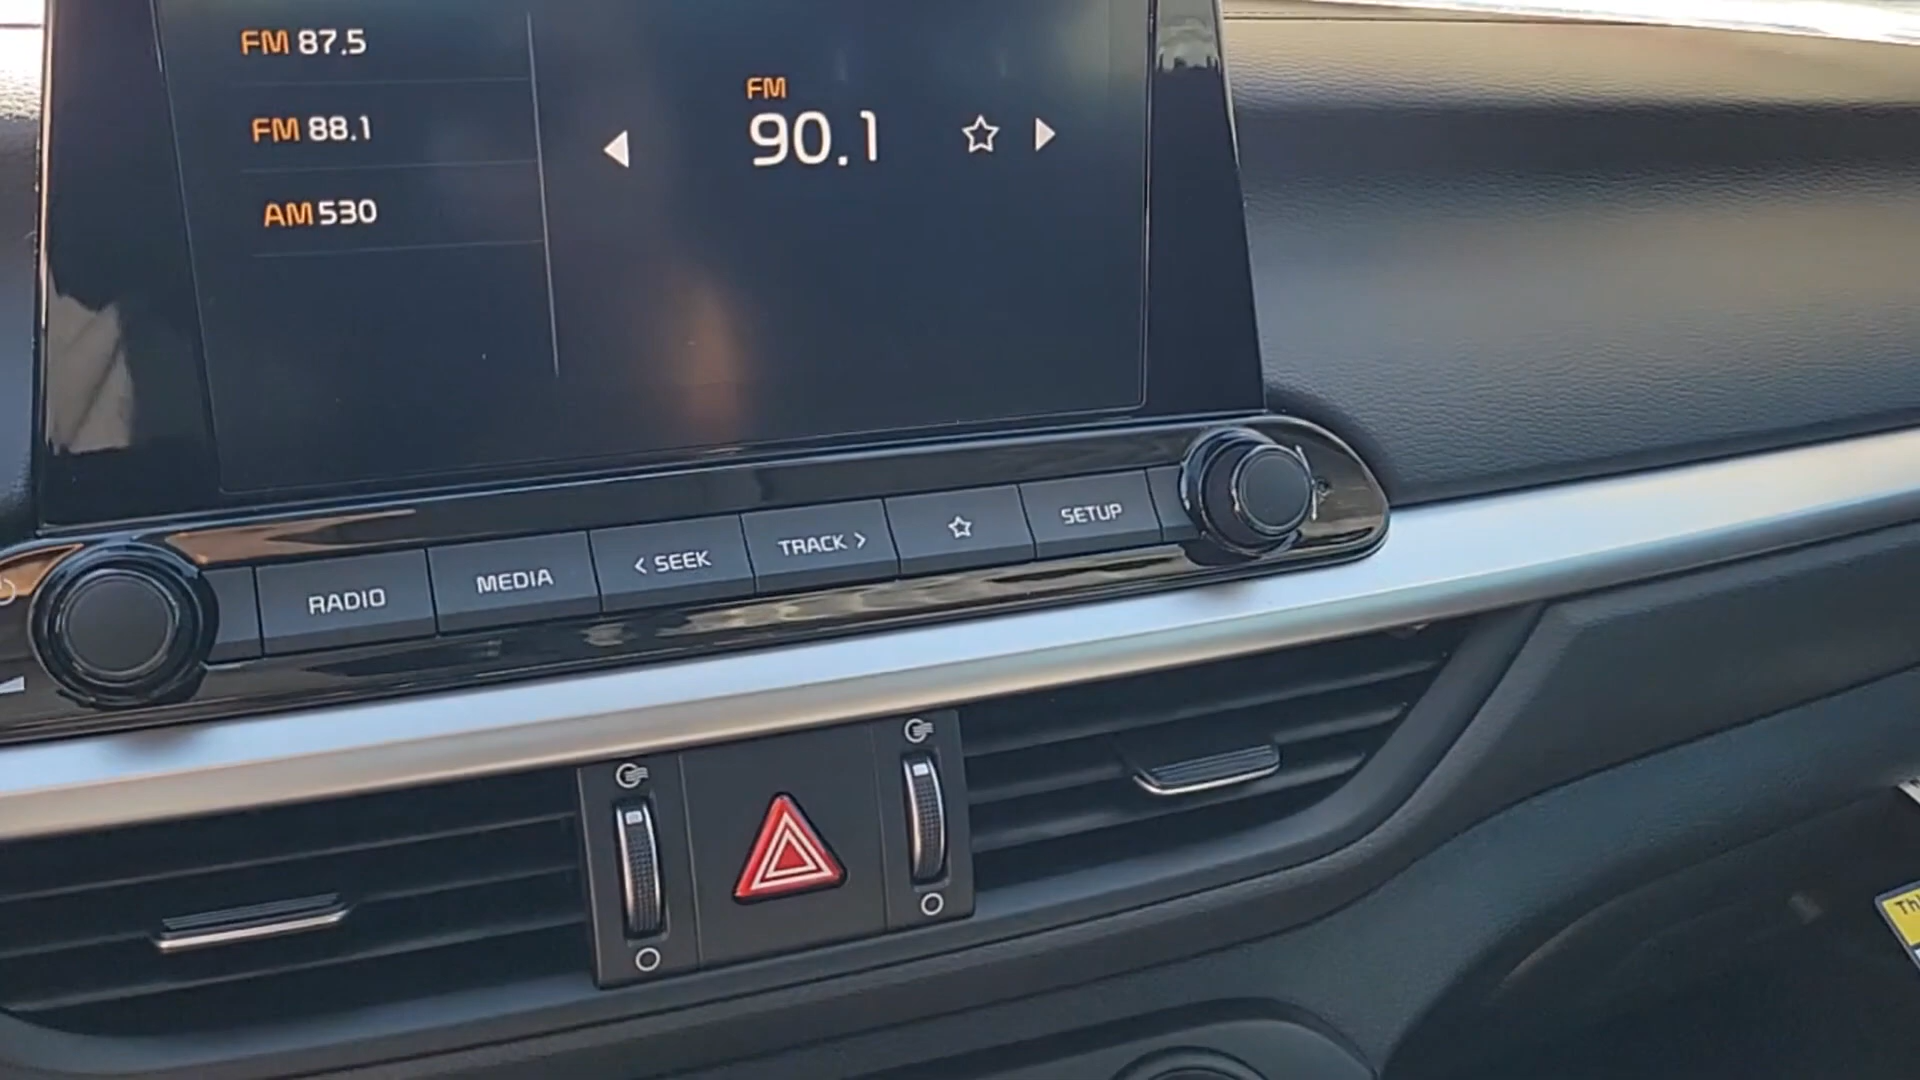 FM 87.5
FM 88.1
AM 530
FM
90.1
RADIO
MEDIA
< SEEK
TRACK >
SETUP